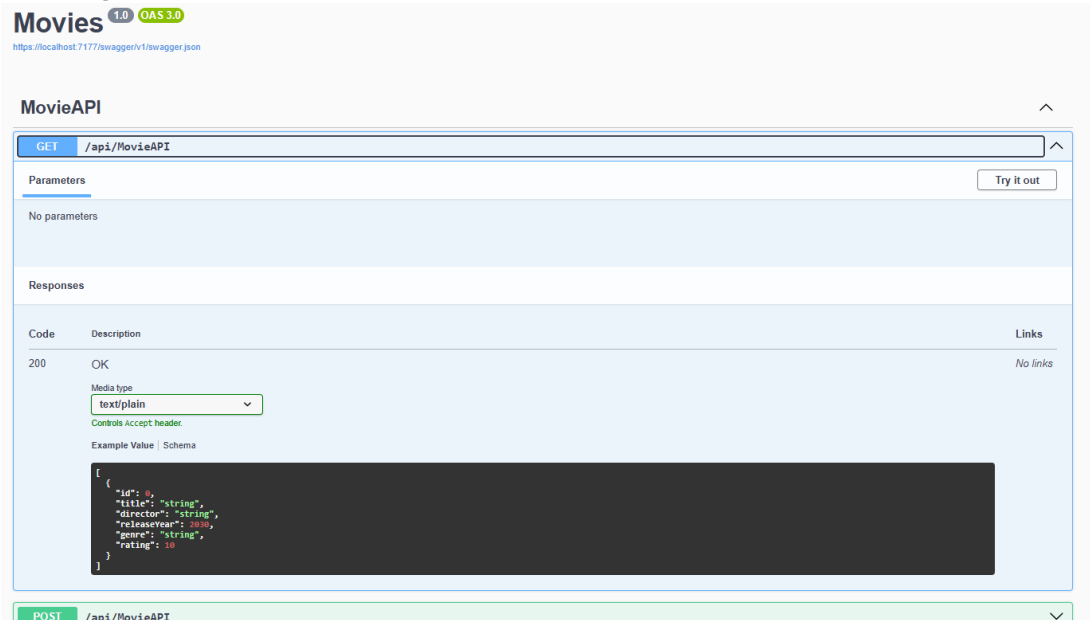 Movies 1.0 OAS 3.0
https://localhost:7177/swagger/v1/swagger.json
MovieAPI
GET /api/MovieAPI
Parameters Try it out
No parameters
Responses
Code Description Links
200 OK No links
Media type
text/plain
Controls Accept header.
Example Value Schema
[
{
"id": 0,
"title": "string",
"director": "string",
"releaseYear": 2030,
"genre": "string",
"rating": 10
}
]
POST /api/MovieAPI